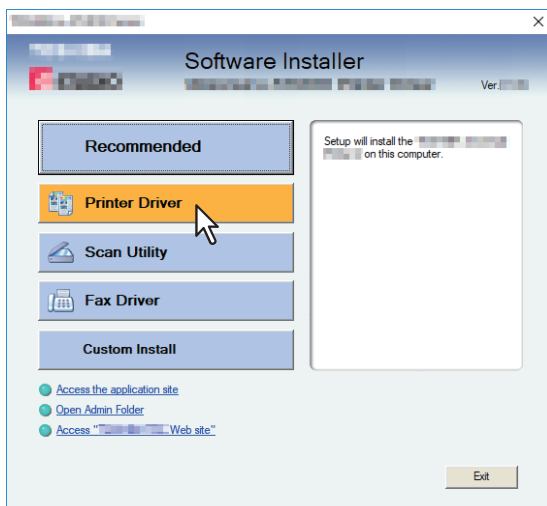 Software Installer
Ver.
Recommended
Setup will install the
on this computer.
Printer Driver
Scan Utility
Fax Driver
Custom Install
Access the application site
Open Admin Folder
Access " Web site"
Exit